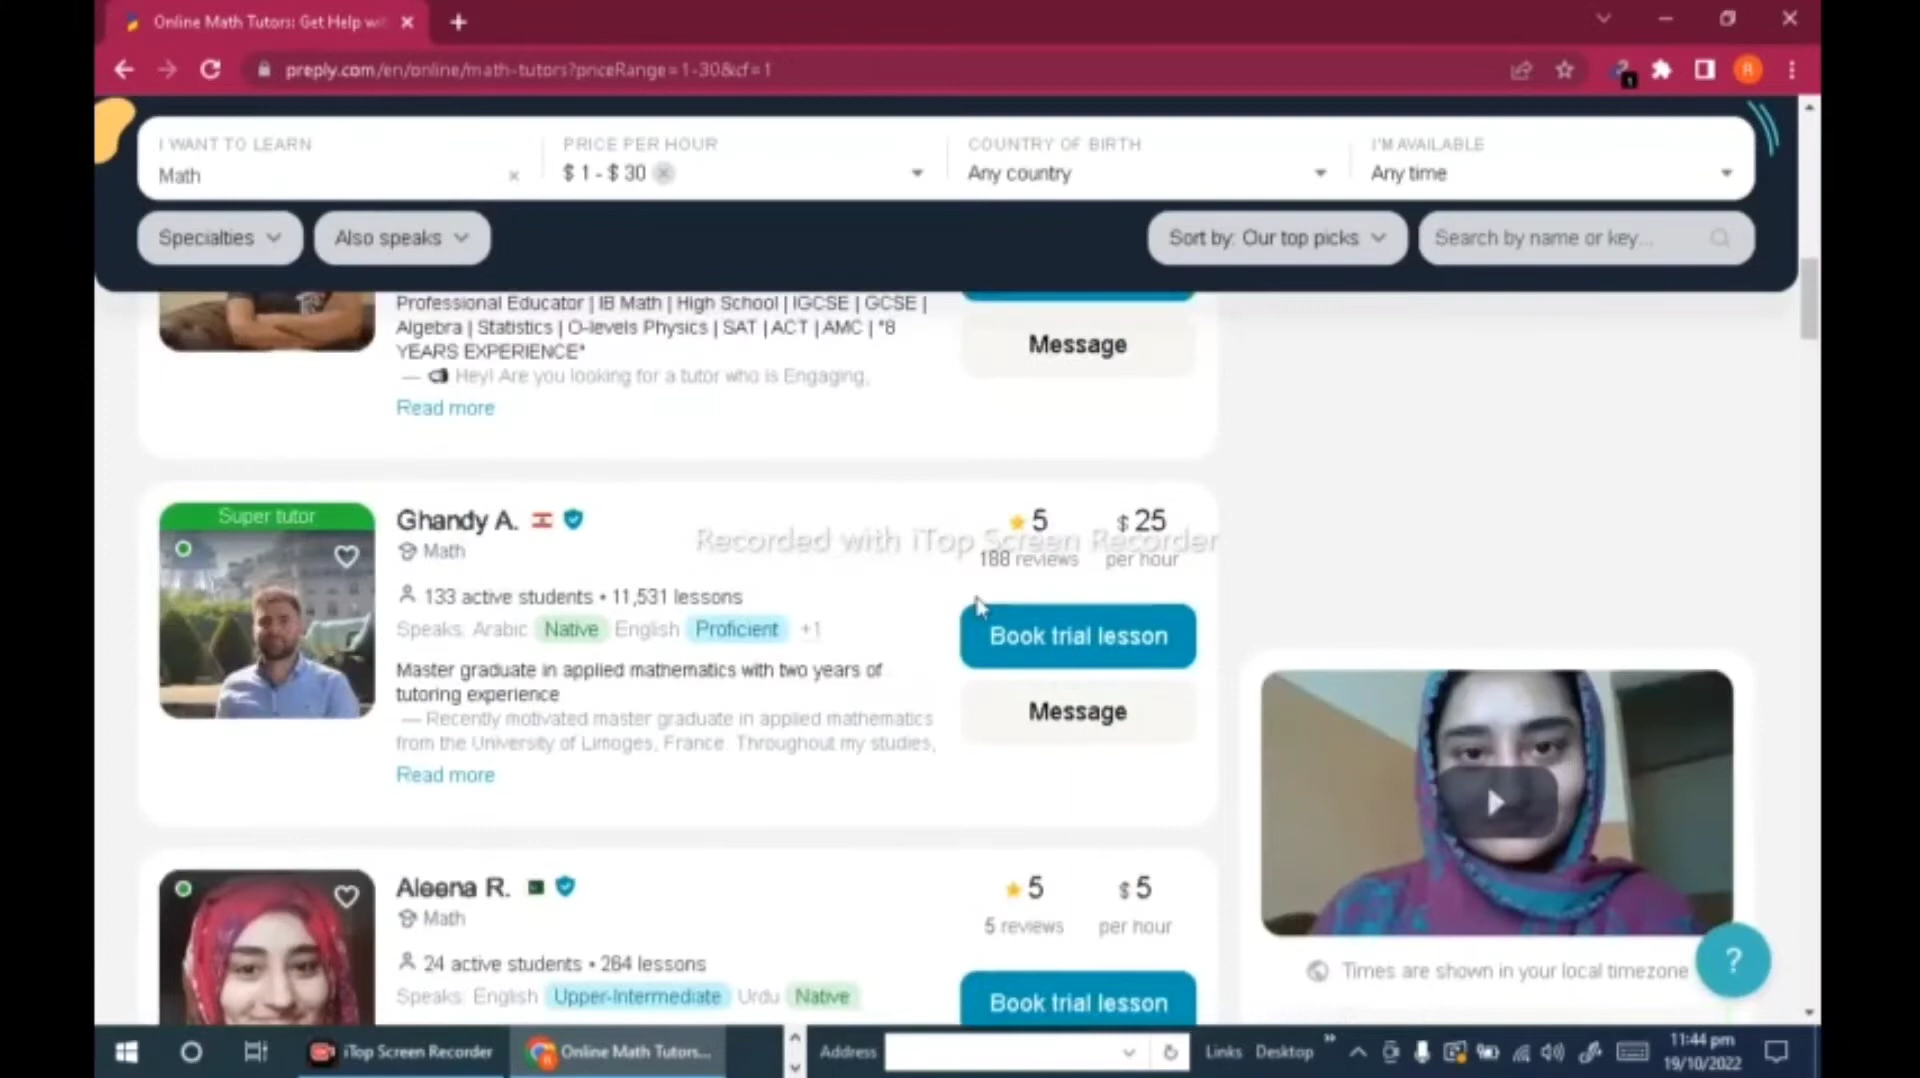 Online Math Tutors: Get Help wi
preply.com/en/online/math-tutors?priceRange=1-30&cf=1
I WANT TO LEARN
Math
PRICE PER HOUR
$ 1 - $ 30
COUNTRY OF BIRTH
Any country
I'M AVAILABLE
Any time
Specialties
Also speaks
Sort by: Our top picks
Search by name or key...
Professional Educator | IB Math | High School | IGCSE | GCSE |
Algebra | Statistics | O-levels Physics | SAT | ACT | AMC | *8
YEARS EXPERIENCE*
— Hey! Are you looking for a tutor who is Engaging,
Read more
Message
Super tutor
Ghandy A.
Math
133 active students • 11,531 lessons
Speaks: Arabic Native English Proficient +1
Master graduate in applied mathematics with two years of
tutoring experience
— Recently motivated master graduate in applied mathematics
from the University of Limoges, France. Throughout my studies,
Read more
5
188 reviews
$ 25
per hour
Recorded with iTop Screen Recorder
Book trial lesson
Message
Aleena R.
Math
24 active students • 264 lessons
Speaks: English Upper-Intermediate Urdu Native
5
5 reviews
$ 5
per hour
Book trial lesson
Times are shown in your local timezone
?
iTop Screen Recorder
Online Math Tutors...
Address
Links
Desktop
11:44 pm
19/10/2022